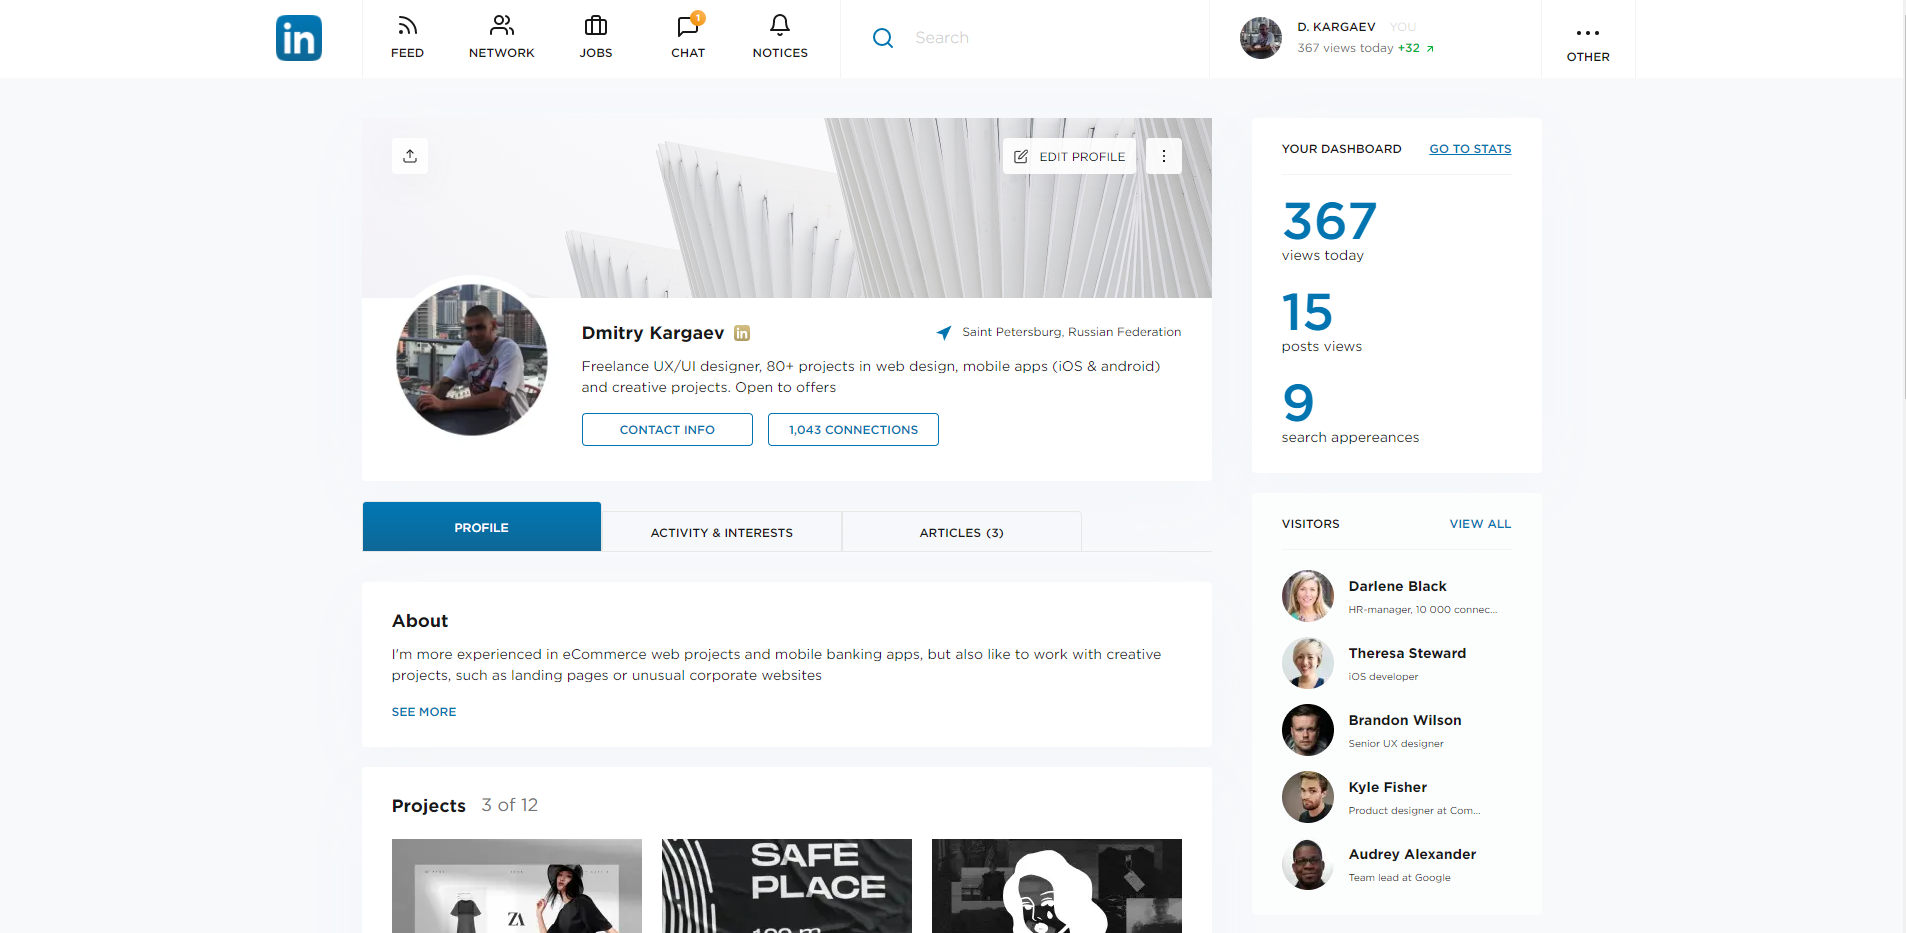 in
FEED
NETWORK
JOBS
1
CHAT
NOTICES
Search
D. KARGAEV YOU
367 views today +32
OTHER
EDIT PROFILE
Dmitry Kargaev in
Saint Petersburg, Russian Federation
Freelance UX/UI designer, 80+ projects in web design, mobile apps (iOS & android)
and creative projects. Open to offers
CONTACT INFO
1,043 CONNECTIONS
PROFILE
ACTIVITY & INTERESTS
ARTICLES (3)
About
I'm more experienced in eCommerce web projects and mobile banking apps, but also like to work with creative
projects, such as landing pages or unusual corporate websites
SEE MORE
Projects 3 of 12
ZA
SAFE
PLACE
YOUR DASHBOARD GO TO STATS
367
views today
15
posts views
9
search appereances
VISITORS VIEW ALL
Darlene Black
HR-manager, 10 000 connec...
Theresa Steward
iOS developer
Brandon Wilson
Senior UX designer
Kyle Fisher
Product designer at Com...
Audrey Alexander
Team lead at Google